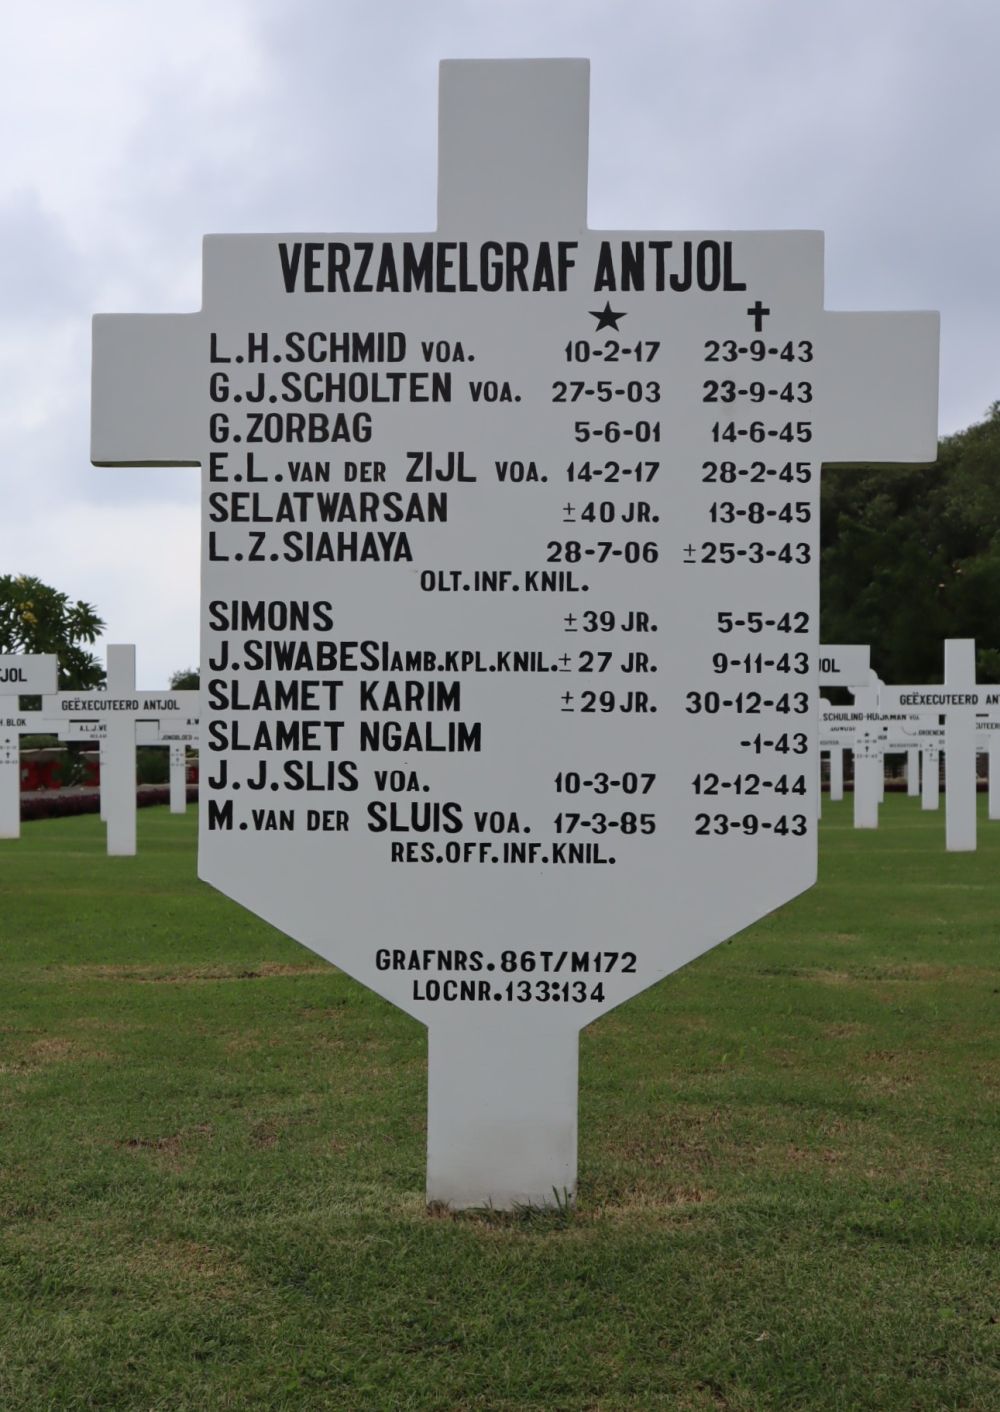 VERZAMELGRAF ANTJOL
★ ✝
L.H.SCHMID VOA. 10-2-17 23-9-43
G.J.SCHOLTEN VOA. 27-5-03 23-9-43
G.ZORBAG 5-6-01 14-6-45
E.L.VAN DER ZIJL VOA. 14-2-17 28-2-45
SELATWARSAN ±40 JR. 13-8-45
L.Z.SIAHAYA 28-7-06 ±25-3-43
OLT.INF.KNIL.
SIMONS ±39 JR. 5-5-42
J.SIWABESI AMB.KPL.KNIL. ±27 JR. 9-11-43
SLAMET KARIM ±29 JR. 30-12-43
SLAMET NGALIM -1-43
J.J.SLIS VOA. 10-3-07 12-12-44
M.VAN DER SLUIS VOA. 17-3-85 23-9-43
RES.OFF.INF.KNIL.
GRAFNRS.86T/M172
LOCNR.133:134
GEËXECUTEERD ANTJOL
GEËXECUTEERD